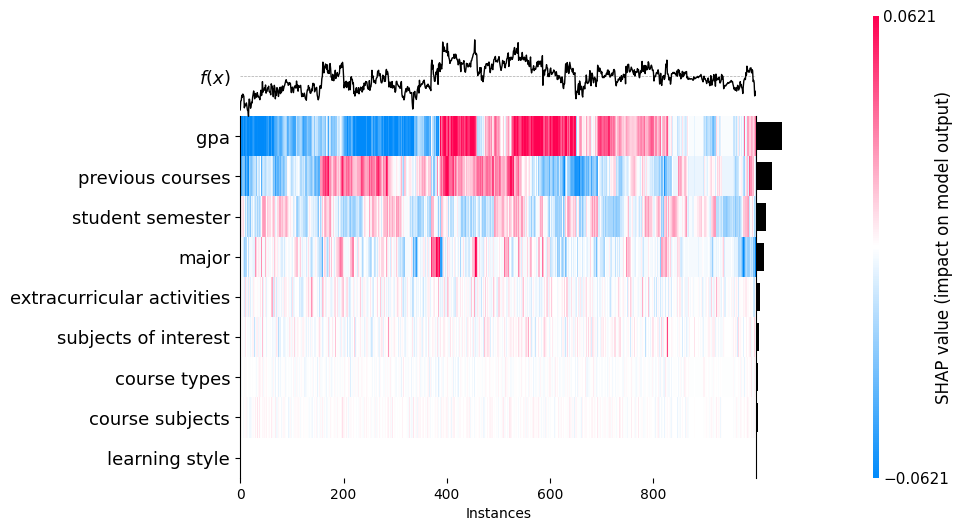 0.0621
f(x)
gpa
previous courses
student semester
major
extracurricular activities
subjects of interest
course types
course subjects
learning style
0 200 400 600 800
Instances
SHAP value (impact on model output)
−0.0621